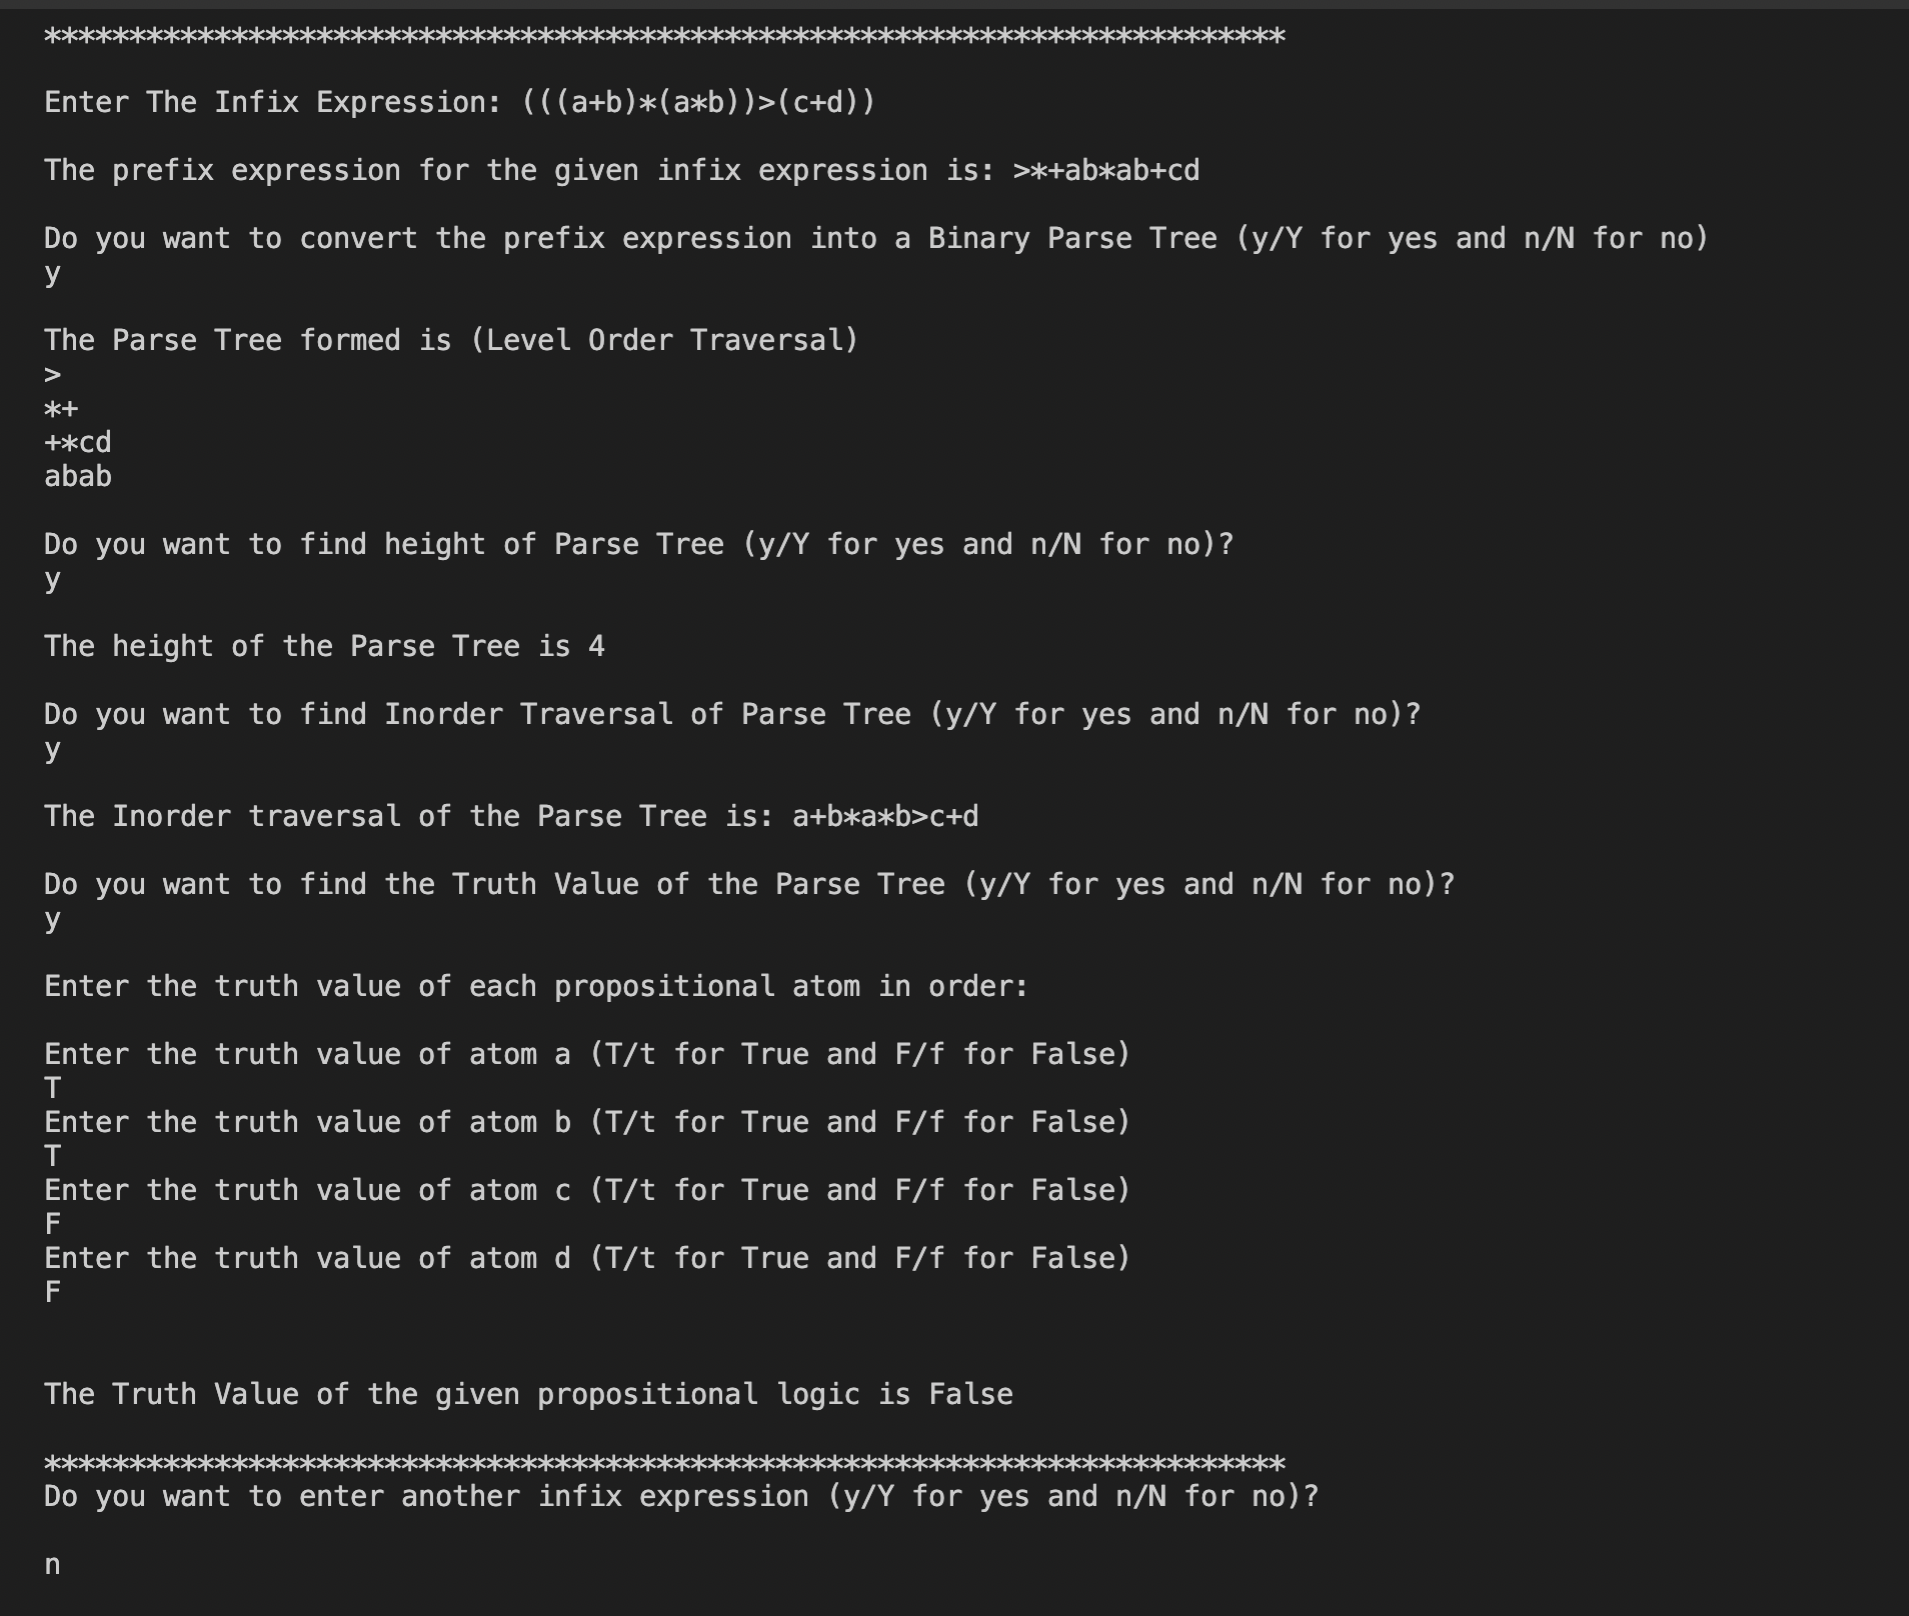 *************************************************************************
Enter The Infix Expression: (((a+b)*(a*b))>(c+d))
The prefix expression for the given infix expression is: >*+ab*ab+cd
Do you want to convert the prefix expression into a Binary Parse Tree (y/Y for yes and n/N for no)
y
The Parse Tree formed is (Level Order Traversal)
>
*+
+*cd
abab
Do you want to find height of Parse Tree (y/Y for yes and n/N for no)?
y
The height of the Parse Tree is 4
Do you want to find Inorder Traversal of Parse Tree (y/Y for yes and n/N for no)?
y
The Inorder traversal of the Parse Tree is: a+b*a*b>c+d
Do you want to find the Truth Value of the Parse Tree (y/Y for yes and n/N for no)?
y
Enter the truth value of each propositional atom in order:
Enter the truth value of atom a (T/t for True and F/f for False)
T
Enter the truth value of atom b (T/t for True and F/f for False)
T
Enter the truth value of atom c (T/t for True and F/f for False)
F
Enter the truth value of atom d (T/t for True and F/f for False)
F
The Truth Value of the given propositional logic is False
*************************************************************************
Do you want to enter another infix expression (y/Y for yes and n/N for no)?
n